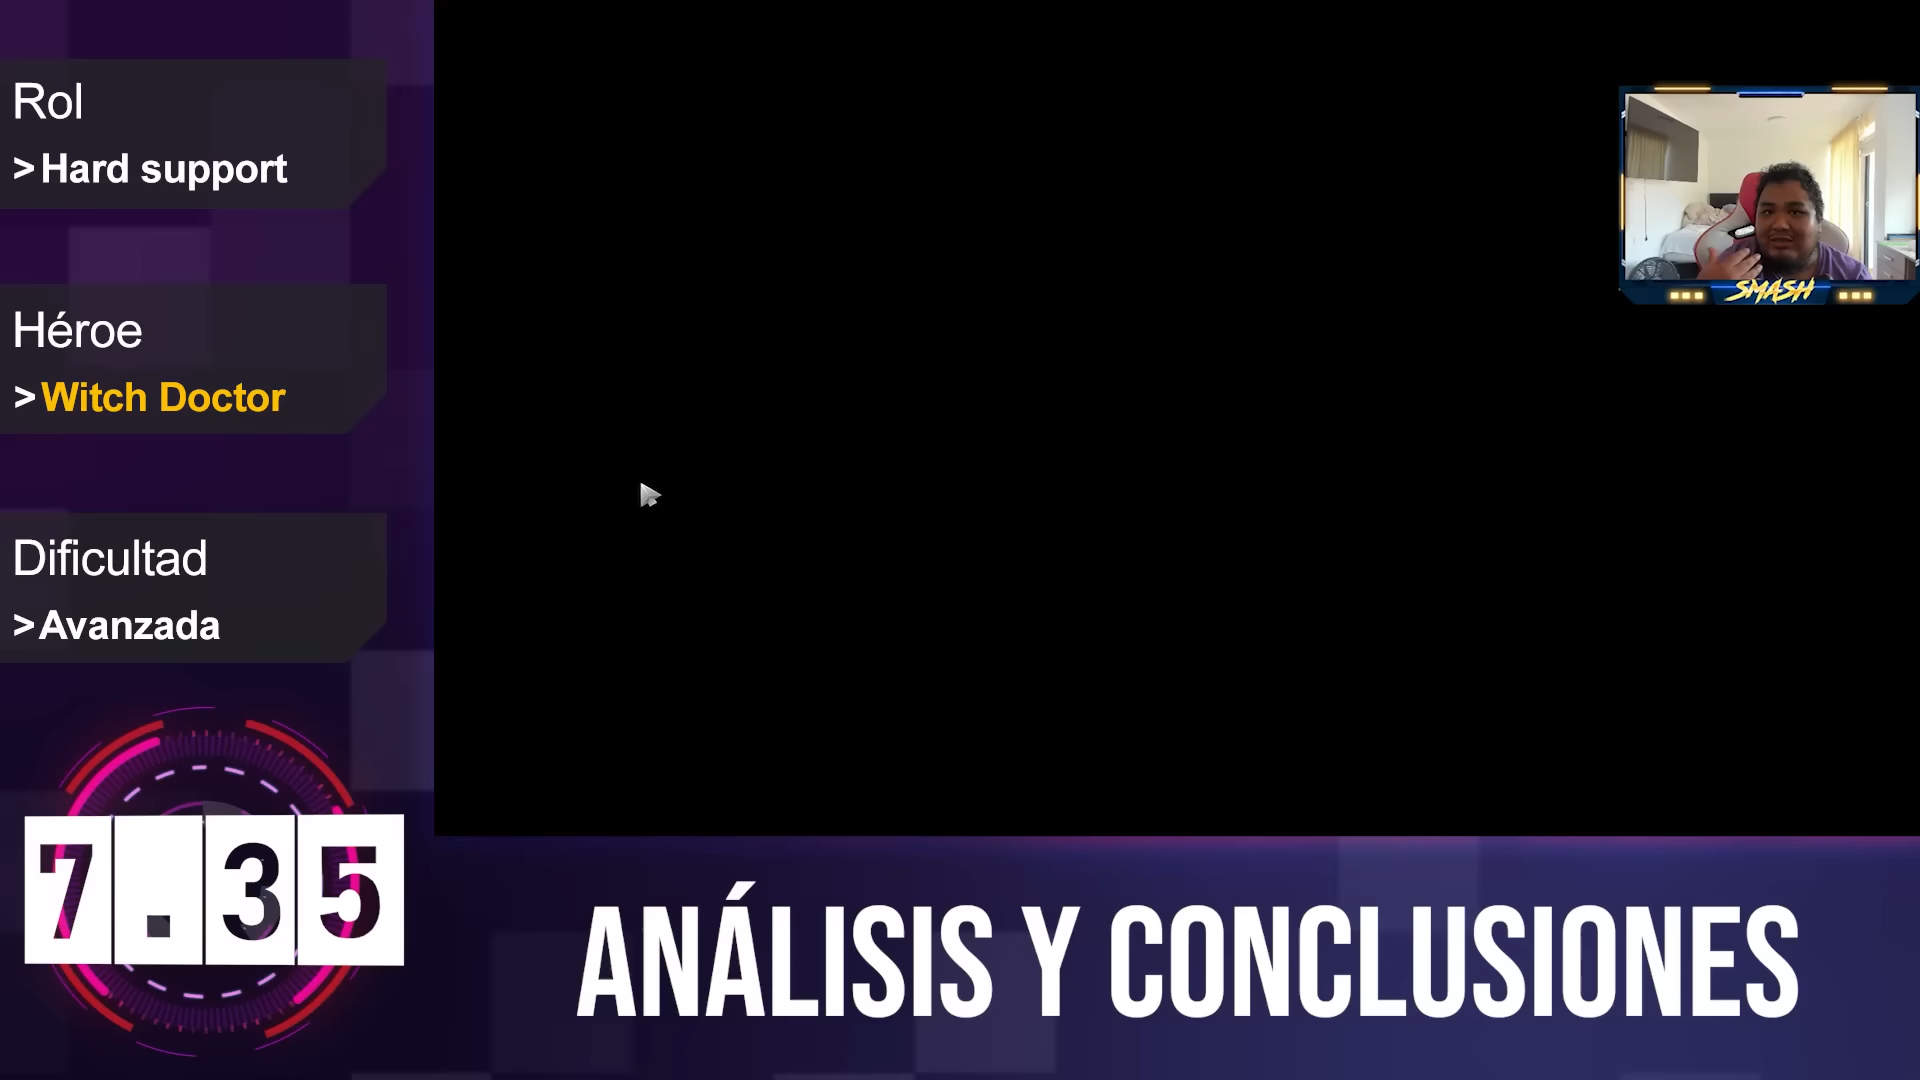 Rol
>Hard support
Héroe
>Witch Doctor
Dificultad
>Avanzada
7.35
SMASH
ANÁLISIS Y CONCLUSIONES